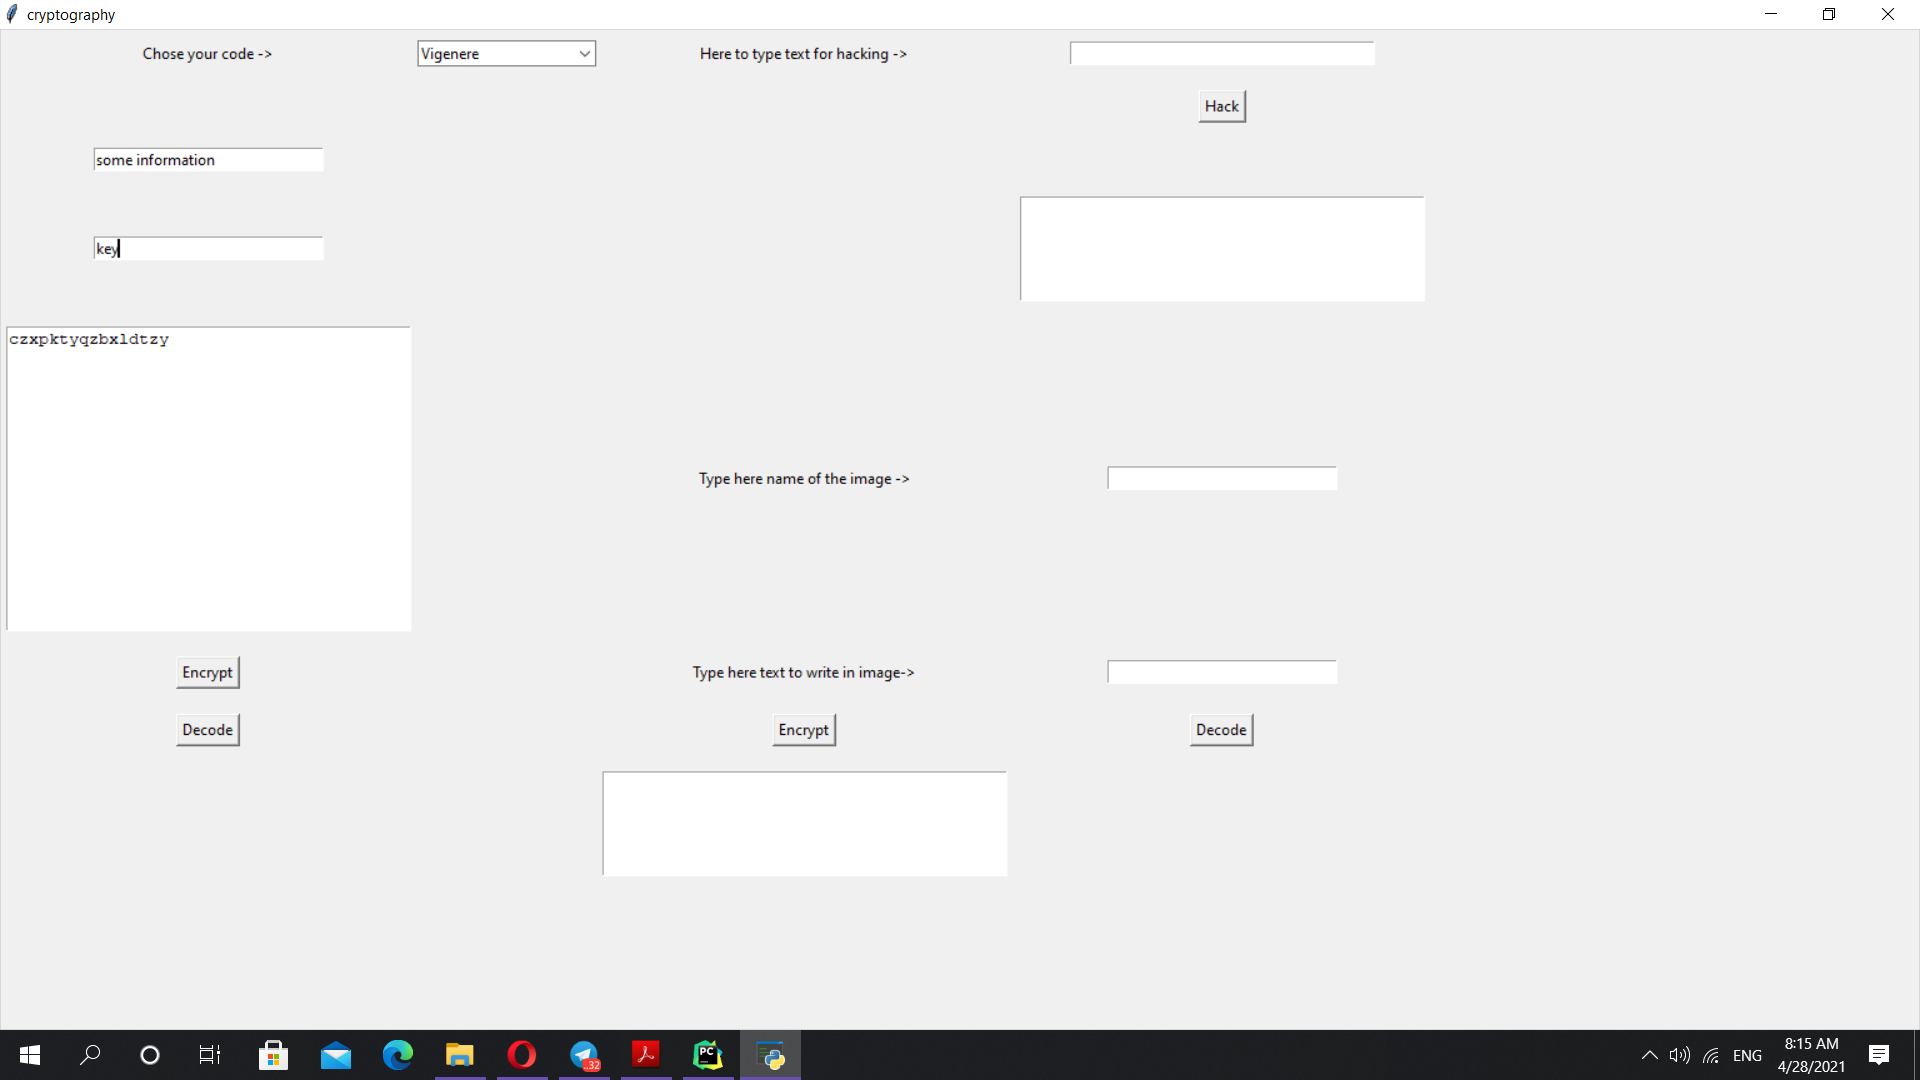 cryptography
Chose your code ->
Vigenere
Here to type text for hacking ->
Hack
some information
key
czxpktyqzbxldtzy
Type here name of the image ->
Encrypt
Type here text to write in image->
Decode
Encrypt
Decode
..32
PC
8:15 AM
ENG
4/28/2021